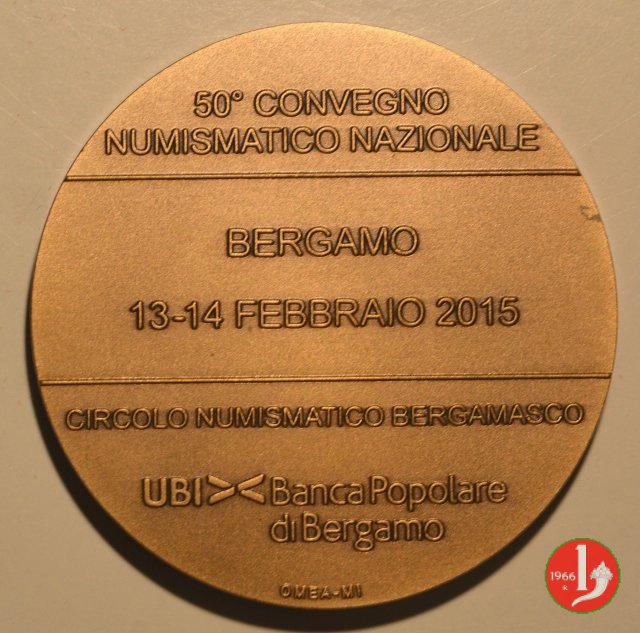 50° CONVEGNO
NUMISMATICO NAZIONALE
BERGAMO
13-14 FEBBRAIO 2015
CIRCOLO NUMISMATICO BERGAMASCO
UBI Banca Popolare
di Bergamo
OMEA-MI
1966
R